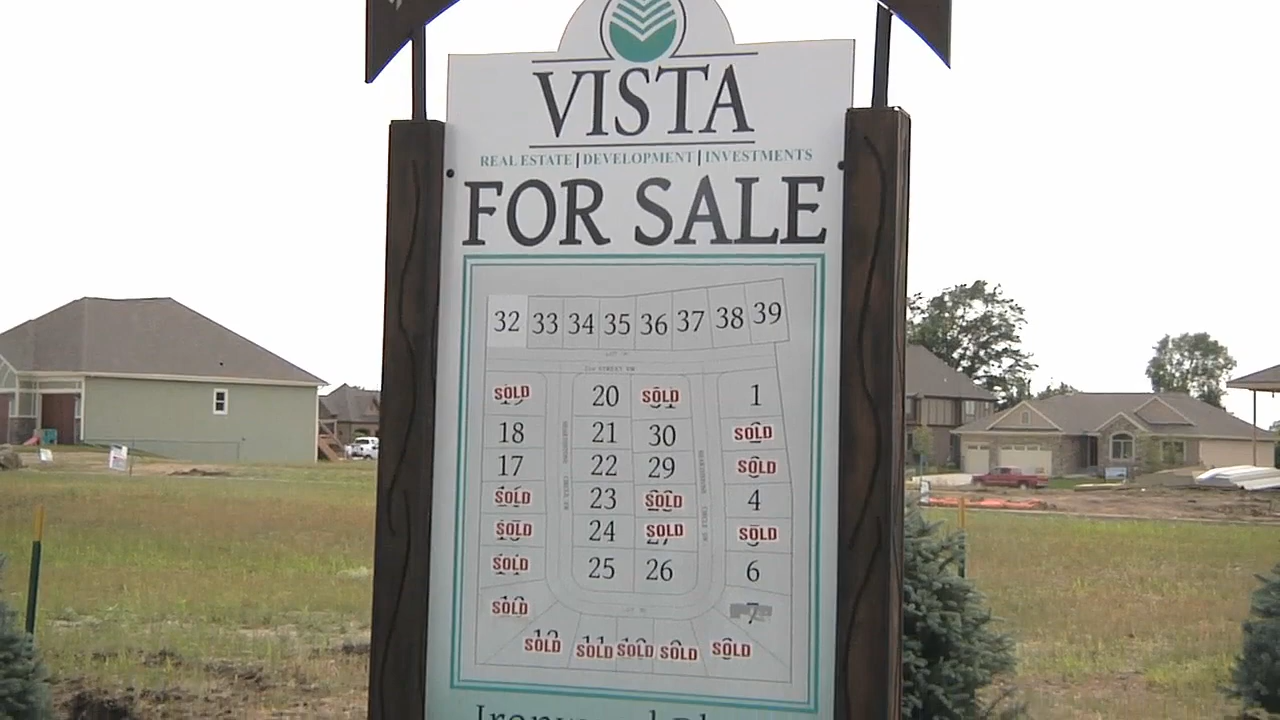 VISTA
REAL ESTATE | DEVELOPMENT | INVESTMENTS
FOR SALE
32 33 34 35 36 37 38 39
SOLD 20 SOLD 1
18 21 30 SOLD
17 22 29 SOLD
SOLD 23 SOLD 4
SOLD 24 SOLD SOLD
SOLD 25 26 6
SOLD 7
SOLD SOLD SOLD SOLD SOLD